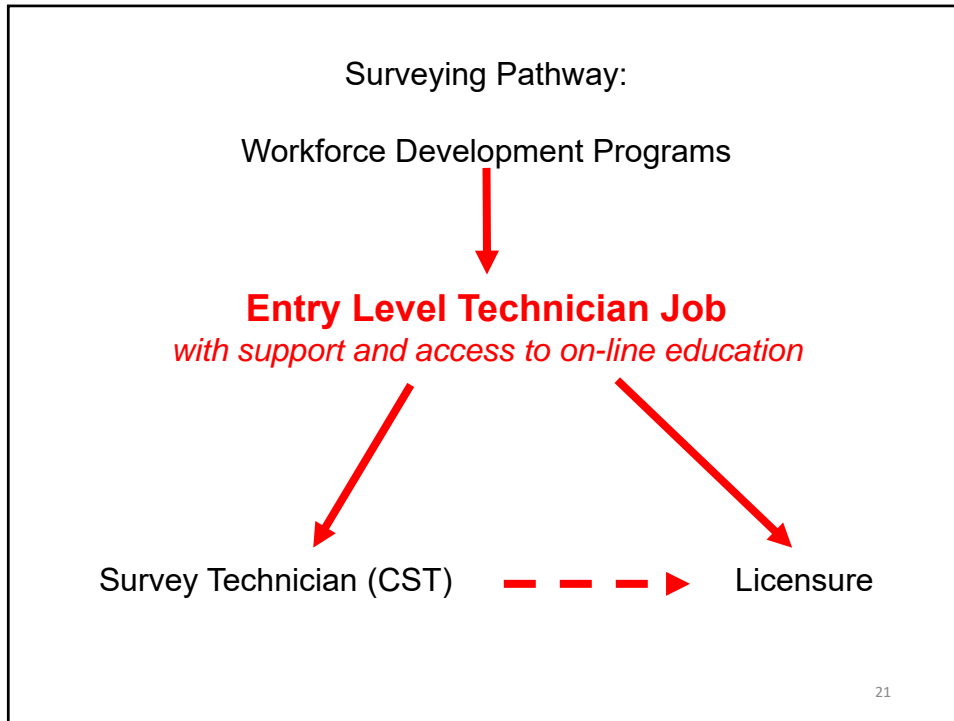 Surveying Pathway:
Workforce Development Programs
Entry Level Technician Job
with support and access to on-line education
Survey Technician (CST)
Licensure
21